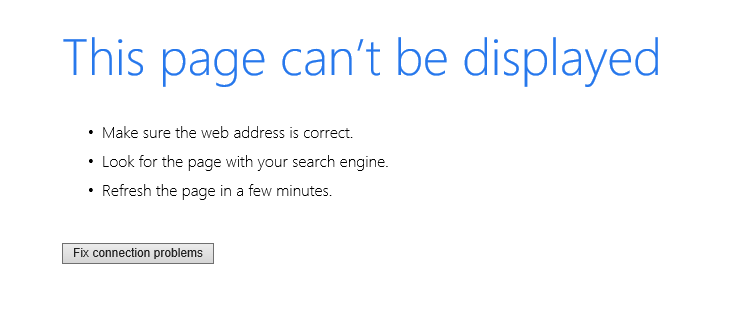 This page can’t be displayed
• Make sure the web address is correct.
• Look for the page with your search engine.
• Refresh the page in a few minutes.
Fix connection problems